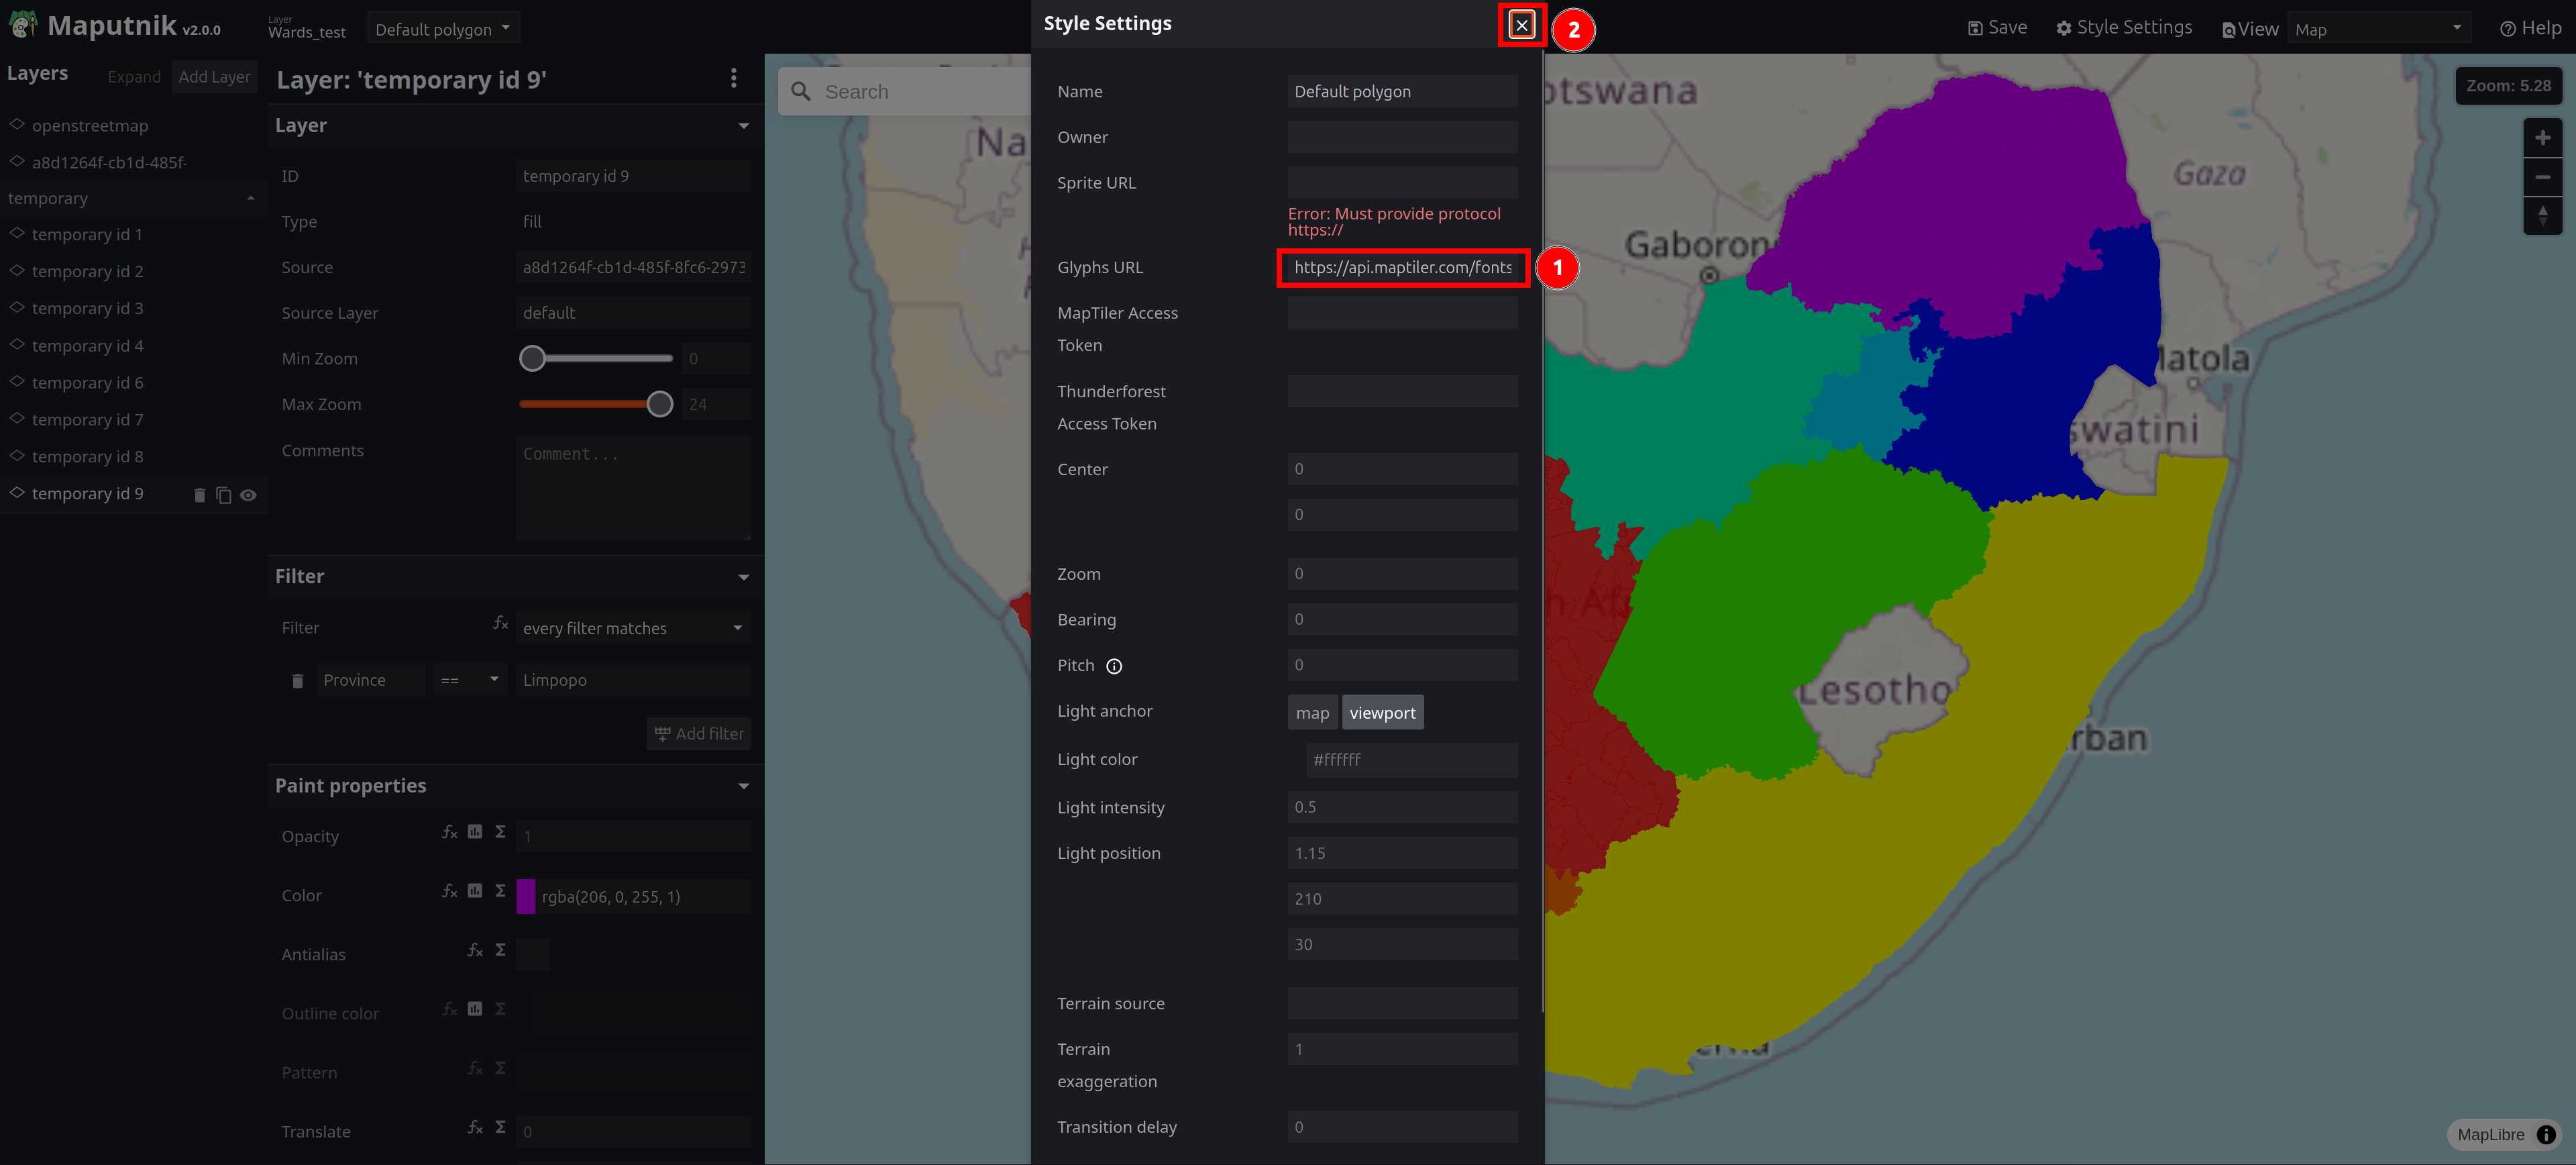 Maputnik v2.0.0
Layer
Wards_test
Default polygon
Style Settings
2
Save
Style Settings
View
Map
Help
Layers
Expand
Add Layer
openstreetmap
a8d1264f-cb1d-485f-
temporary
temporary id 1
temporary id 2
temporary id 3
temporary id 4
temporary id 6
temporary id 7
temporary id 8
temporary id 9
Layer: 'temporary id 9'
Layer
ID
temporary id 9
Type
fill
Source
a8d1264f-cb1d-485f-8fc6-2973
Source Layer
default
Min Zoom
0
Max Zoom
24
Comments
Comment...
Filter
Filter
every filter matches
Province
==
Limpopo
Add filter
Paint properties
Opacity
1
Color
rgba(206, 0, 255, 1)
Antialias
Outline color
Pattern
Translate
0
Search
Name
Default polygon
Owner
Sprite URL
Error: Must provide protocol
https://
Glyphs URL
https://api.maptiler.com/fonts
1
MapTiler Access
Token
Thunderforest
Access Token
Center
0
0
Zoom
0
Bearing
0
Pitch
0
Light anchor
map
viewport
Light color
#ffffff
Light intensity
0.5
Light position
1.15
210
30
Terrain source
Terrain
exaggeration
1
Transition delay
0
Na
otswana
Gaza
Gaboron
Matola
swatini
Lesotho
rban
Zoom: 5.28
MapLibre